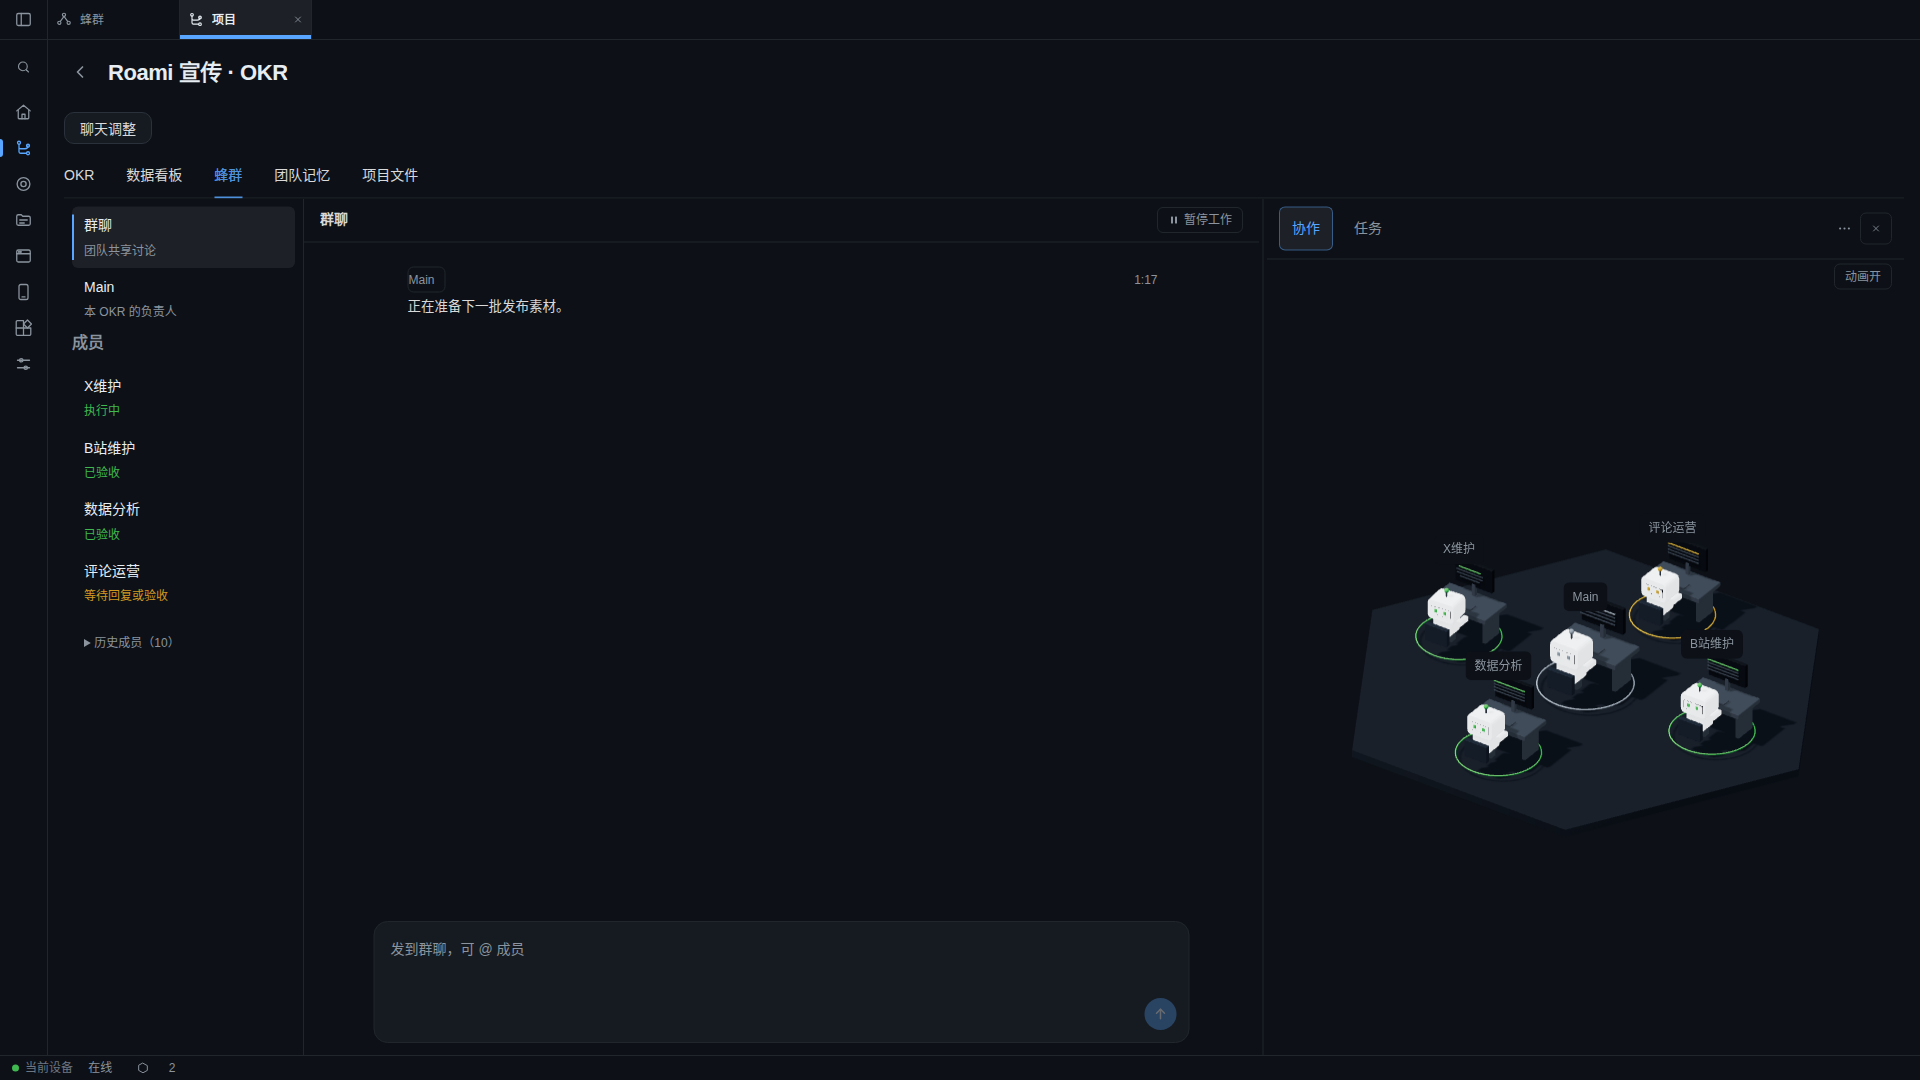 蜂群
项目
Roami 宣传 · OKR
聊天调整
OKR
数据看板
蜂群
团队记忆
项目文件
群聊
团队共享讨论
Main
本 OKR 的负责人
成员
X维护
执行中
B站维护
已验收
数据分析
已验收
评论运营
等待回复或验收
历史成员（10）
群聊
暂停工作
Main
1:17
正在准备下一批发布素材。
发到群聊，可 @ 成员
协作
任务
动画开
评论运营
X维护
Main
B站维护
数据分析
当前设备
在线
2